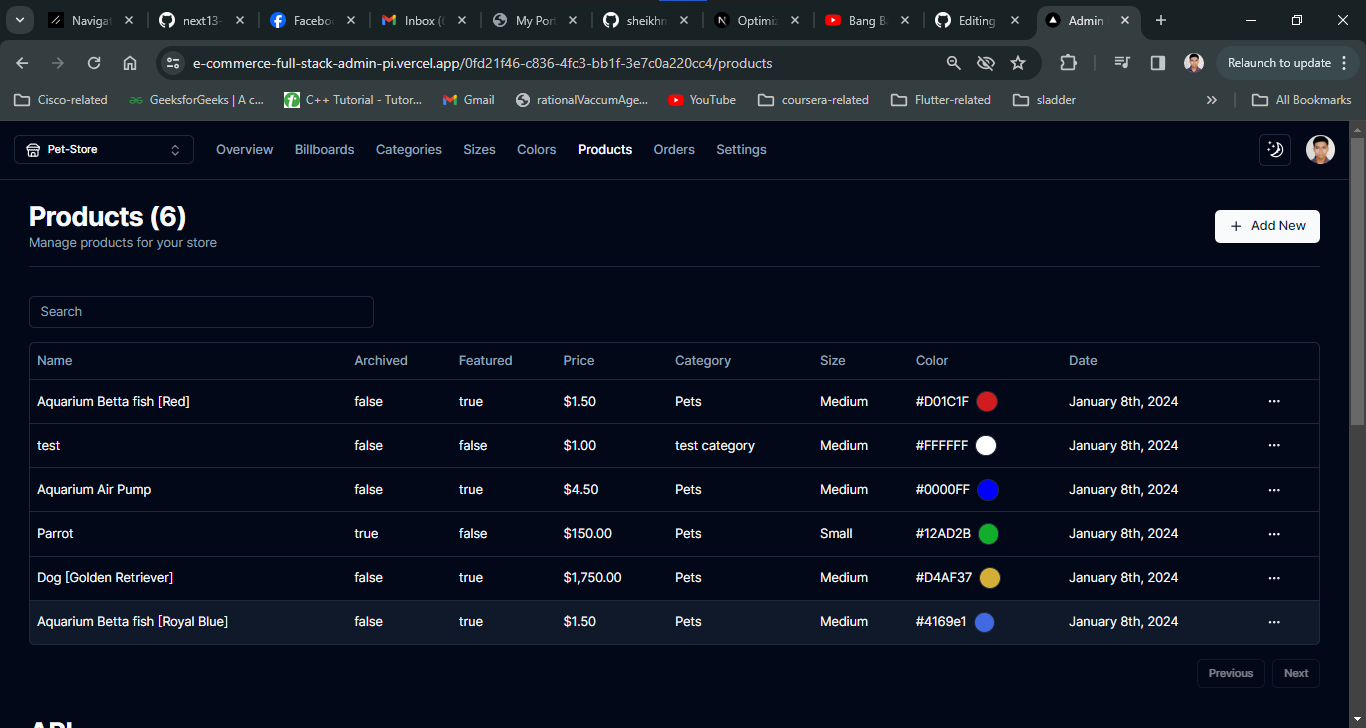 Navigat next13- Facebo Inbox ( My Port sheikhn Optimiz Bang B Editing Admin
e-commerce-full-stack-admin-pi.vercel.app/0fd21f46-c836-4fc3-bb1f-3e7c0a220cc4/products Relaunch to update
Cisco-related GeeksforGeeks | A c... C++ Tutorial - Tutor... Gmail rationalVaccumAge... YouTube coursera-related Flutter-related sladder » All Bookmarks
Pet-Store Overview Billboards Categories Sizes Colors Products Orders Settings
Products (6)
+ Add New
Manage products for your store
Search
Name Archived Featured Price Category Size Color Date
Aquarium Betta fish [Red] false true $1.50 Pets Medium #D01C1F January 8th, 2024 ...
test false false $1.00 test category Medium #FFFFFF January 8th, 2024 ...
Aquarium Air Pump false true $4.50 Pets Medium #0000FF January 8th, 2024 ...
Parrot true false $150.00 Pets Small #12AD2B January 8th, 2024 ...
Dog [Golden Retriever] false true $1,750.00 Pets Medium #D4AF37 January 8th, 2024 ...
Aquarium Betta fish [Royal Blue] false true $1.50 Pets Medium #4169e1 January 8th, 2024 ...
Previous Next
API